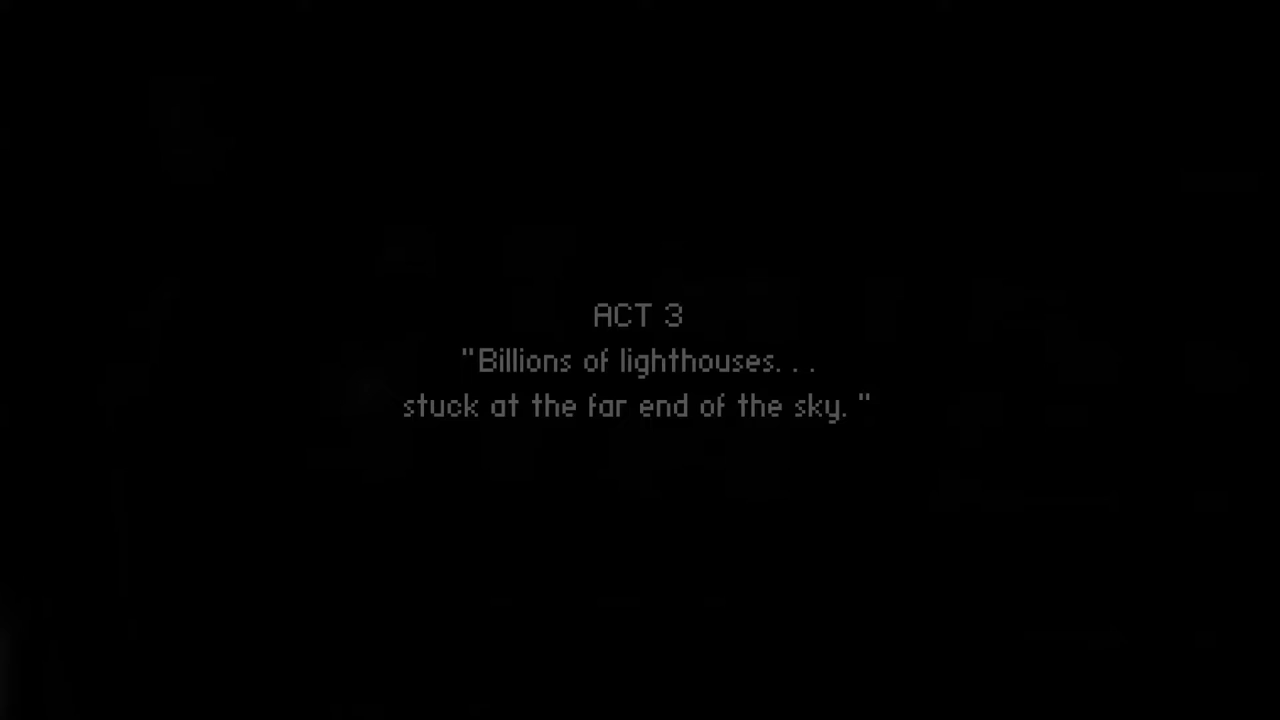 ACT 3
"Billions of lighthouses. . .
stuck at the far end of the sky. "